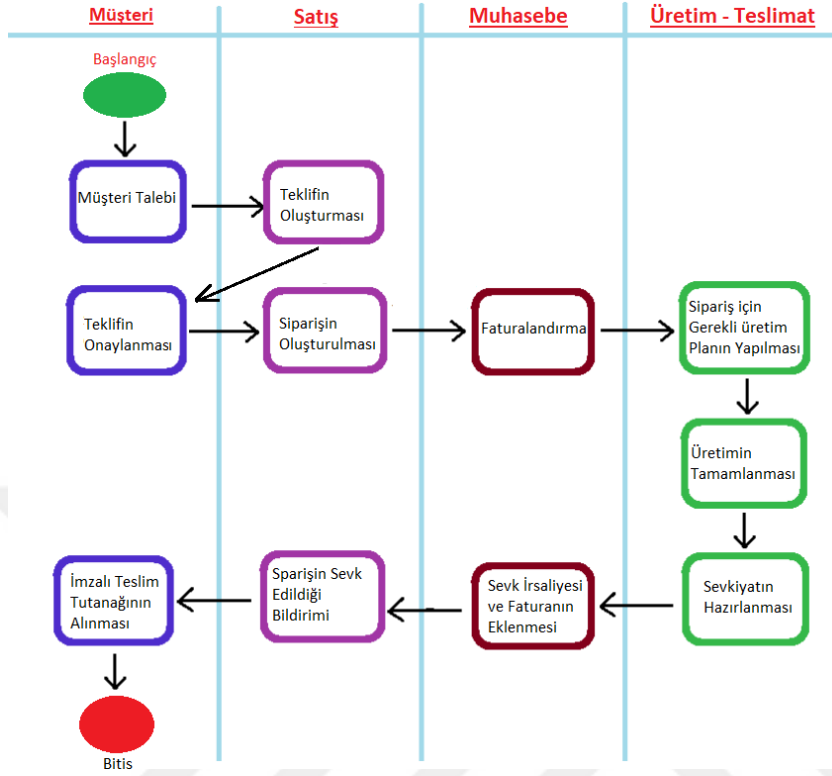 Müşteri
Satış
Muhasebe
Üretim - Teslimat
Başlangıç
Müşteri Talebi
Teklifin
Oluşturması
Teklifin
Onaylanması
Siparişin
Oluşturulması
Faturalandırma
Sipariş için
Gerekli üretim
Planın Yapılması
Üretimin
Tamamlanması
Sevkiyatın
Hazırlanması
Sevk İrsaliyesi
ve Faturanın
Eklenmesi
Sparişin Sevk
Edildiği
Bildirimi
İmzalı Teslim
Tutanağının
Alınması
Bitis